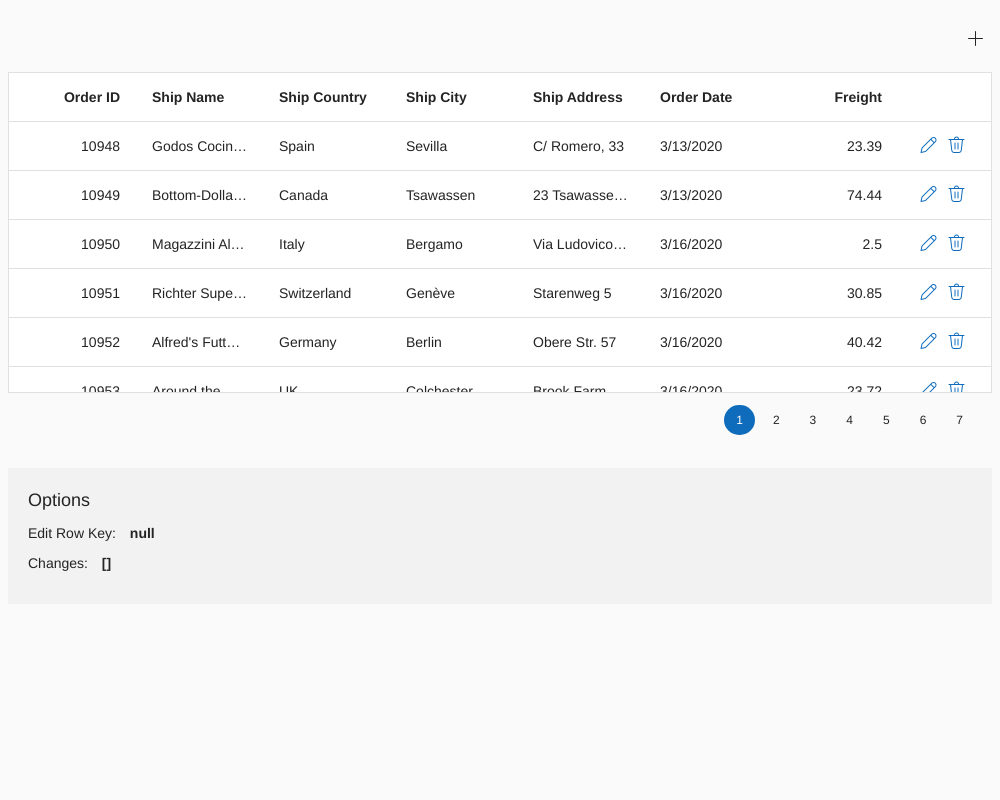 Order ID Ship Name Ship Country Ship City Ship Address Order Date Freight
10948 Godos Cocin… Spain Sevilla C/ Romero, 33 3/13/2020 23.39
10949 Bottom-Dolla… Canada Tsawassen 23 Tsawasse… 3/13/2020 74.44
10950 Magazzini Al… Italy Bergamo Via Ludovico… 3/16/2020 2.5
10951 Richter Supe… Switzerland Genève Starenweg 5 3/16/2020 30.85
10952 Alfred's Futt… Germany Berlin Obere Str. 57 3/16/2020 40.42
10953 Around the… UK Colchester Brook Farm… 3/16/2020 23.72
1 2 3 4 5 6 7
Options
Edit Row Key: null
Changes: []